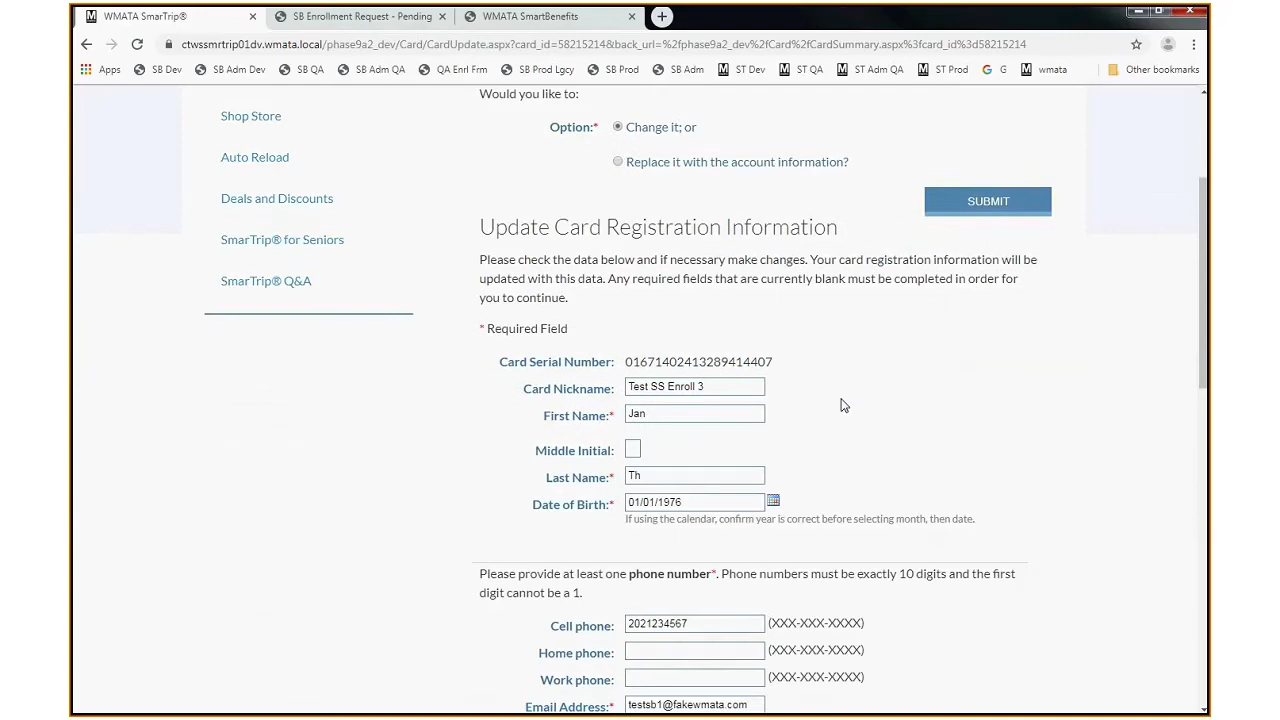 WMATA SmarTrip®
SB Enrollment Request - Pending
WMATA SmartBenefits
ctwssmrtrip01dv.wmata.local/phase9a2_dev/Card/CardUpdate.aspx?card_id=58215214&back_url=%2fphase9a2_dev%2fCard%2fCardSummary.aspx%3fcard_id%3d58215214
Apps SB Dev SB Adm Dev SB QA SB Adm QA QA Enrl Frm SB Prod Lgcy SB Prod SB Adm ST Dev ST QA ST Adm QA ST Prod G wmata Other bookmarks
Would you like to:
Shop Store
Option:* Change it; or
Auto Reload
Replace it with the account information?
Deals and Discounts
SUBMIT
Update Card Registration Information
SmarTrip® for Seniors
Please check the data below and if necessary make changes. Your card registration information will be
updated with this data. Any required fields that are currently blank must be completed in order for
you to continue.
SmarTrip® Q&A
* Required Field
Card Serial Number: 01671402413289414407
Card Nickname: Test SS Enroll 3
First Name:* Jan
Middle Initial:
Last Name:* Th
Date of Birth:* 01/01/1976
If using the calendar, confirm year is correct before selecting month, then date.
Please provide at least one phone number*. Phone numbers must be exactly 10 digits and the first
digit cannot be a 1.
Cell phone: 2021234567 (XXX-XXX-XXXX)
Home phone: (XXX-XXX-XXXX)
Work phone: (XXX-XXX-XXXX)
Email Address:* testsb1@fakewmata.com